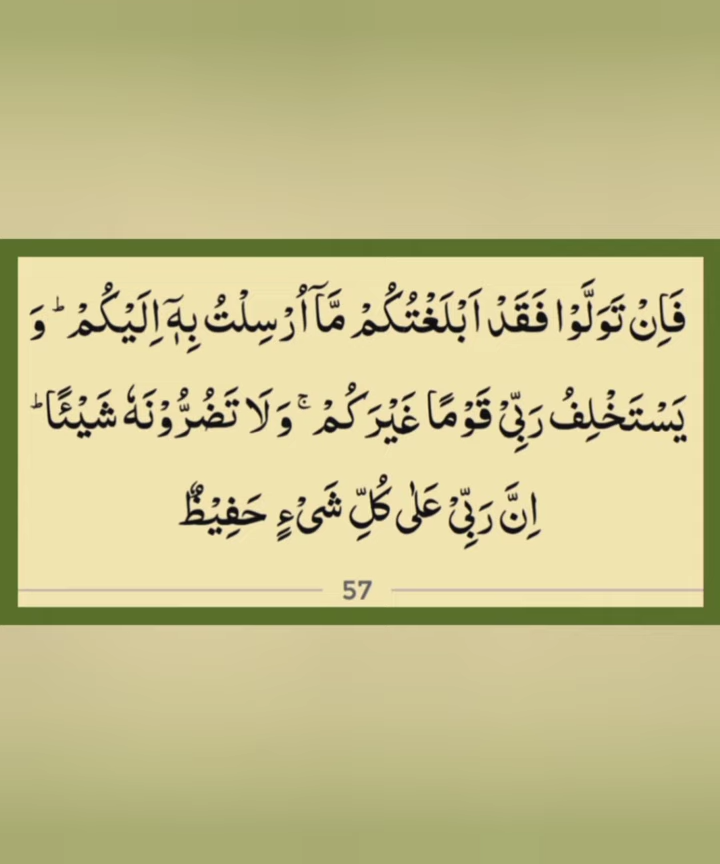 فَاِنْ تَوَلَّوْا فَقَدْ اَبْلَغْتُكُمْ مَّاۤ اُرْسِلْتُ بِهٖۤ اِلَيْكُمْ ؕ وَ
يَسْتَخْلِفُ رَبِّيْ قَوْمًا غَيْرَكُمْ ۚ وَلَا تَضُرُّوْنَهٗ شَيْئًا ؕ
اِنَّ رَبِّيْ عَلٰى كُلِّ شَيْءٍ حَفِيْظٌ
57